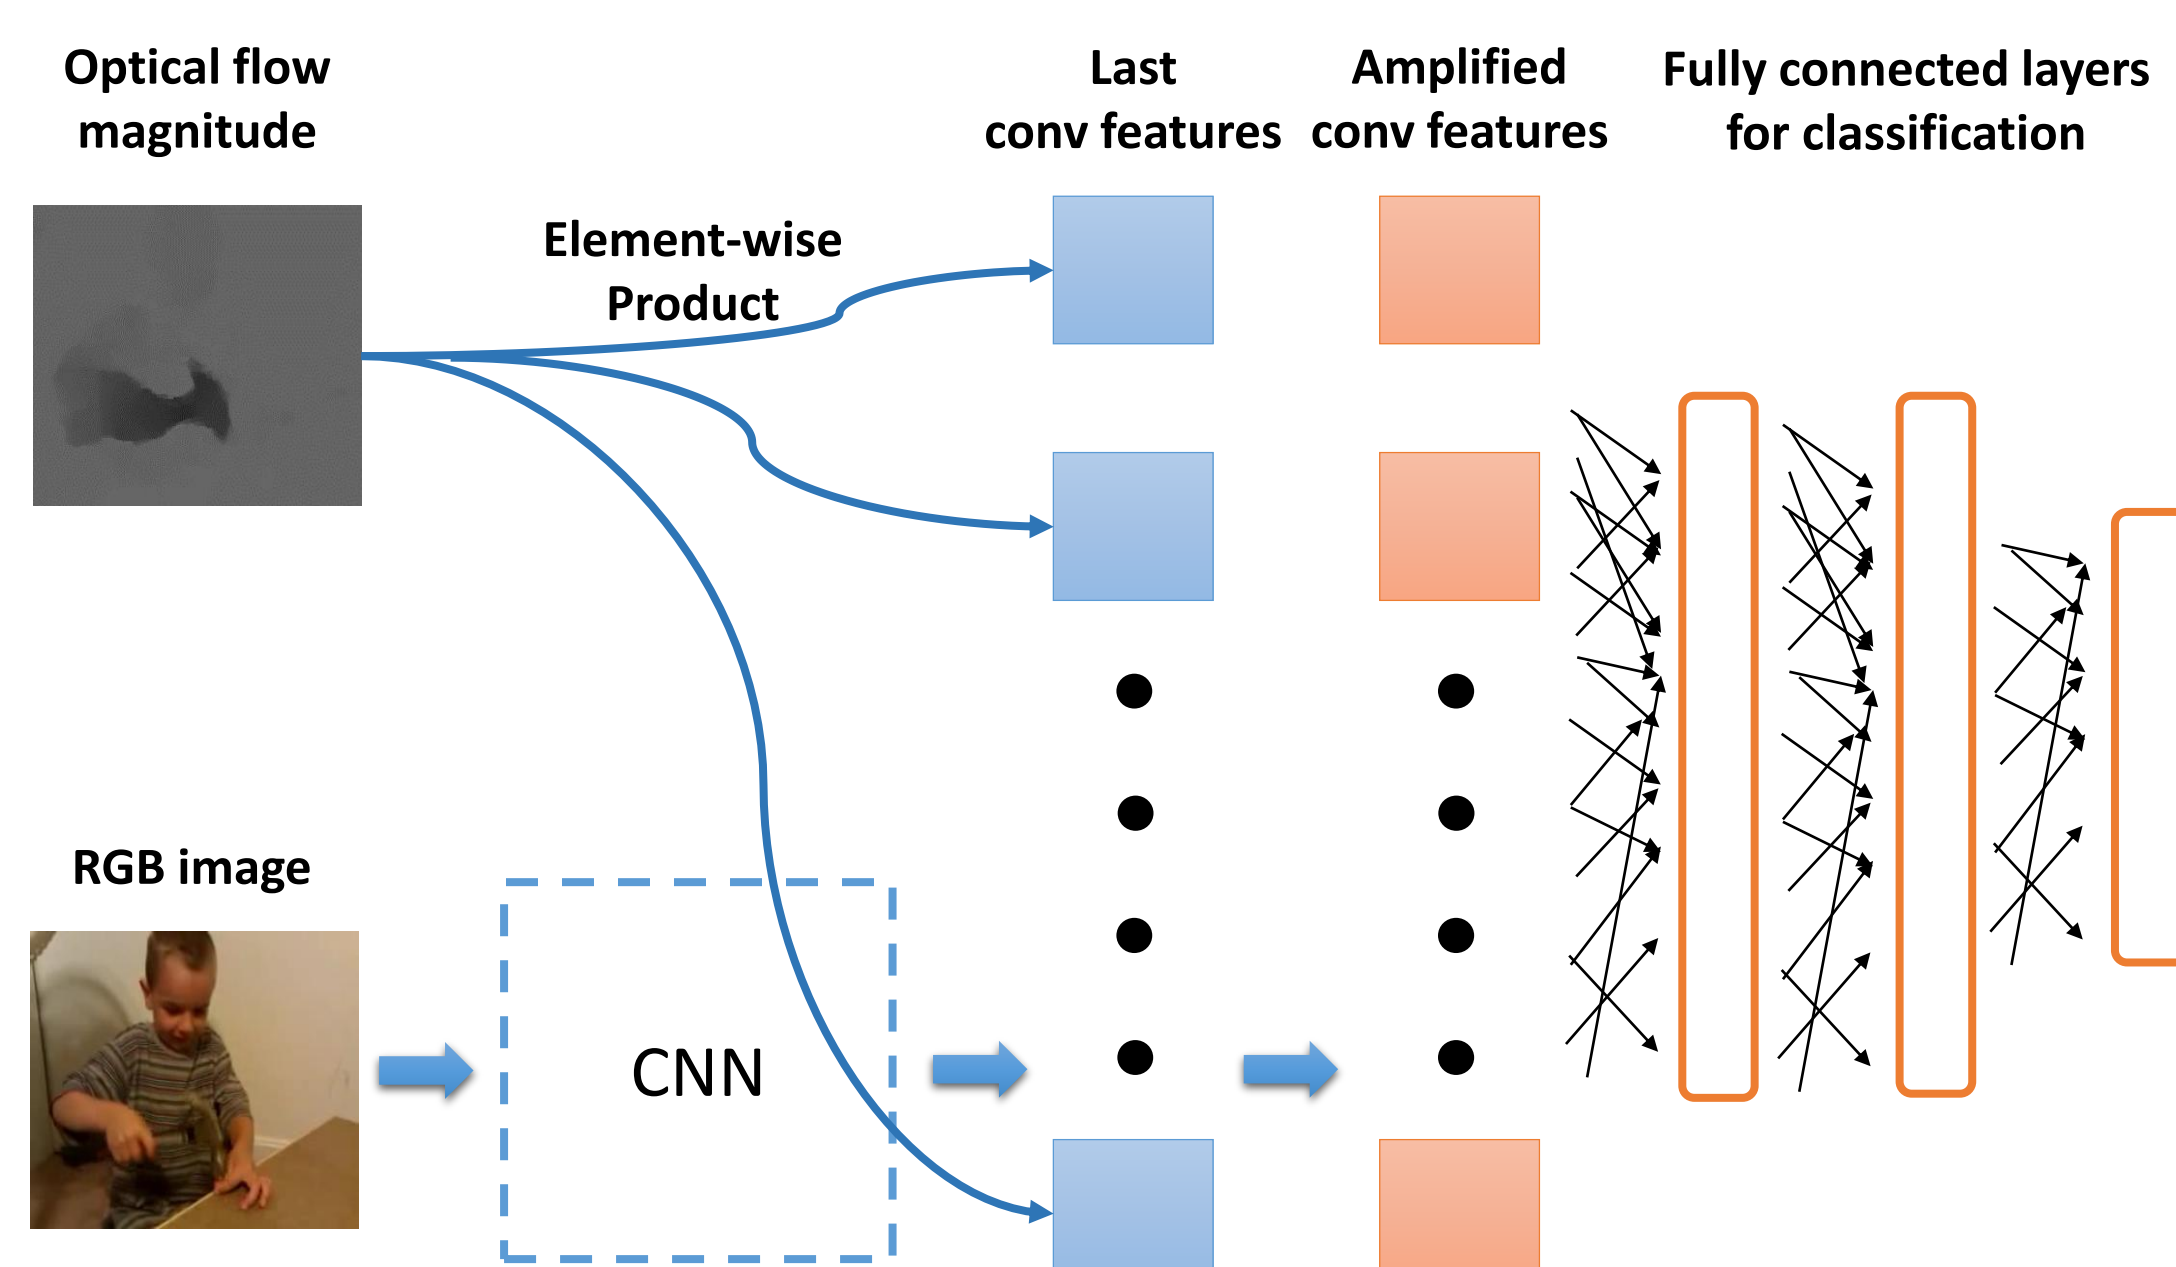 Optical flow
magnitude
Last
conv features
Amplified
conv features
Fully connected layers
for classification
Element-wise
Product
RGB image
CNN